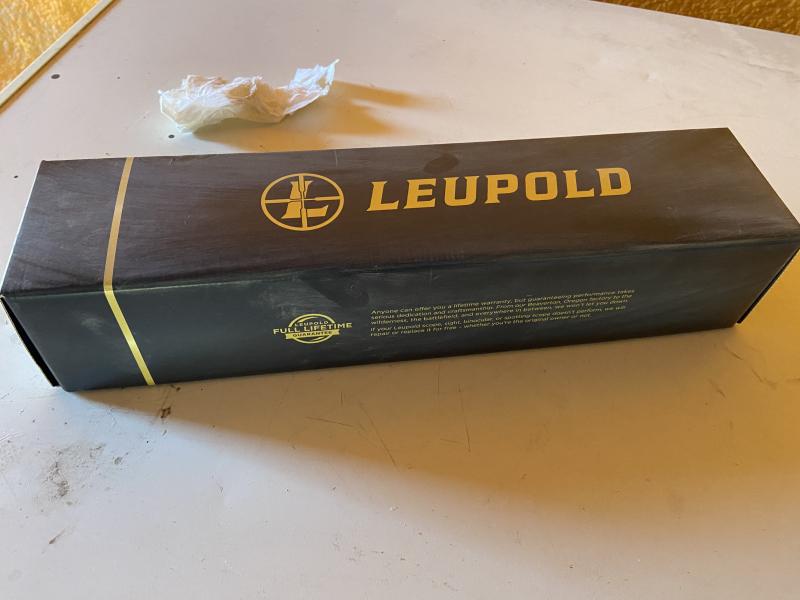 LEUPOLD
LEUPOLD
FULL LIFETIME
GUARANTEE
Anyone can offer you a lifetime warranty, but guaranteeing performance takes
serious dedication and craftsmanship. From our Beaverton, Oregon factory to the
wilderness, the battlefield, and everywhere in between, we won't let you down.
If your Leupold scope, sight, binocular, or spotting scope doesn't perform, we will
repair or replace it for free – whether you're the original owner or not.